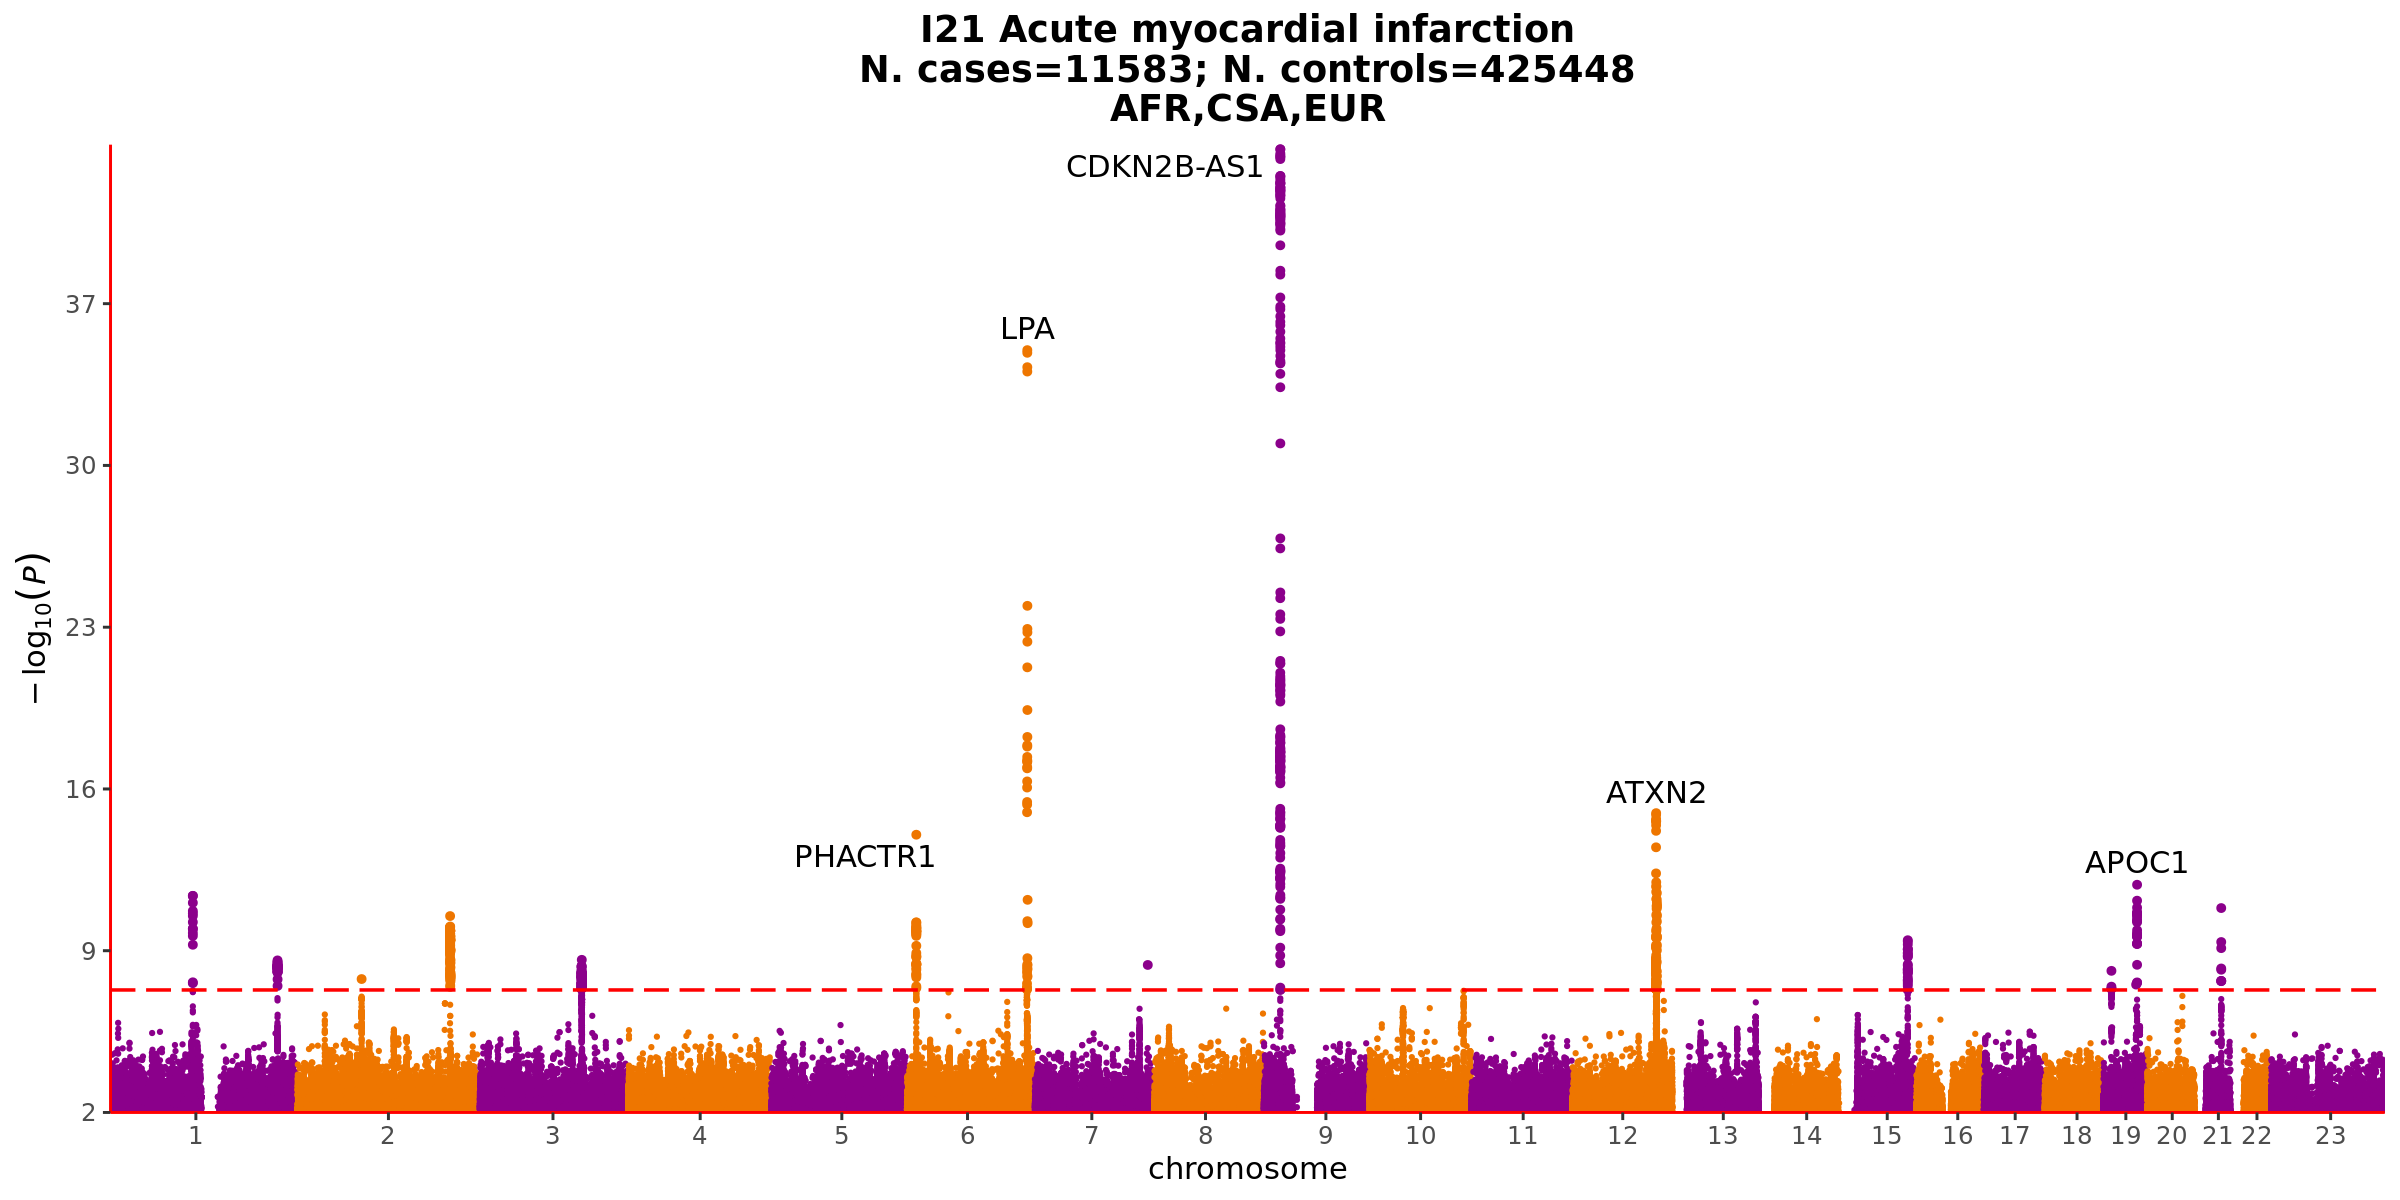 I21 Acute myocardial infarction
N. cases=11583; N. controls=425448
AFR,CSA,EUR
CDKN2B-AS1
LPA
ATXN2
PHACTR1
APOC1
37
30
23
16
9
2
−log10(P)
1 2 3 4 5 6 7 8 9 10 11 12 13 14 15 16 17 18 19 20 21 22 23
chromosome